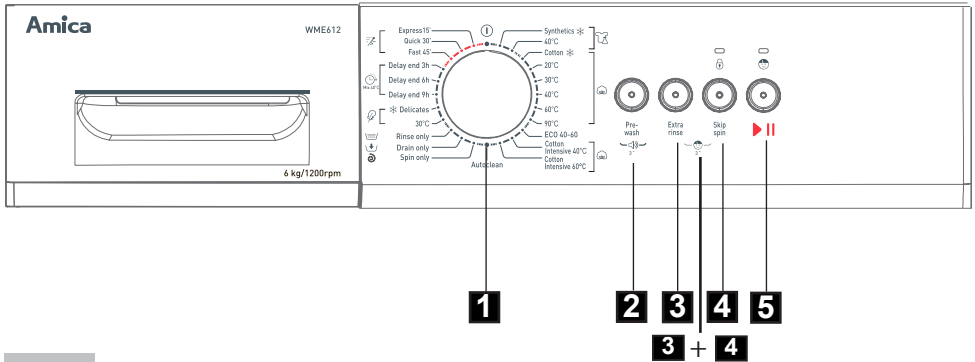 Amica
WME612
6 kg/1200rpm
Express15'
Quick 30'
Fast 45'
Delay end 3h
Delay end 6h
Delay end 9h
Mix 40°C
Delicates
30°C
Rinse only
Drain only
Spin only
Autoclean
Synthetics
40°C
Cotton
20°C
30°C
40°C
60°C
90°C
ECO 40-60
Cotton
Intensive 40°C
Cotton
Intensive 60°C
Pre-
wash
3''
Extra
rinse
3''
Skip
spin
1
2
3
4
5
3 + 4